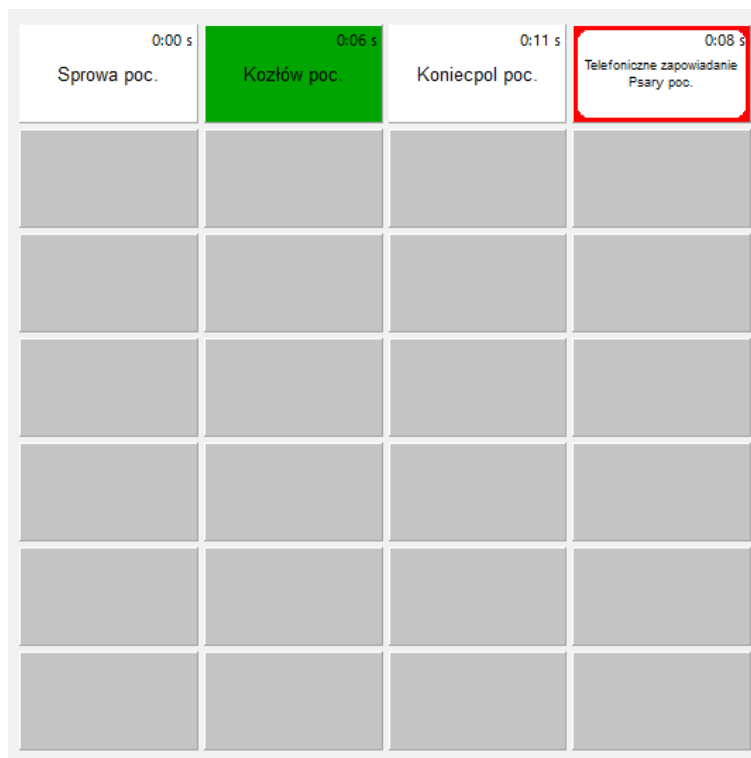 0:00 s
Sprowa poc.
0:06 s
Kozłów poc.
0:11 s
Koniecpol poc.
0:08 s
Telefoniczne zapowiadanie
Psary poc.